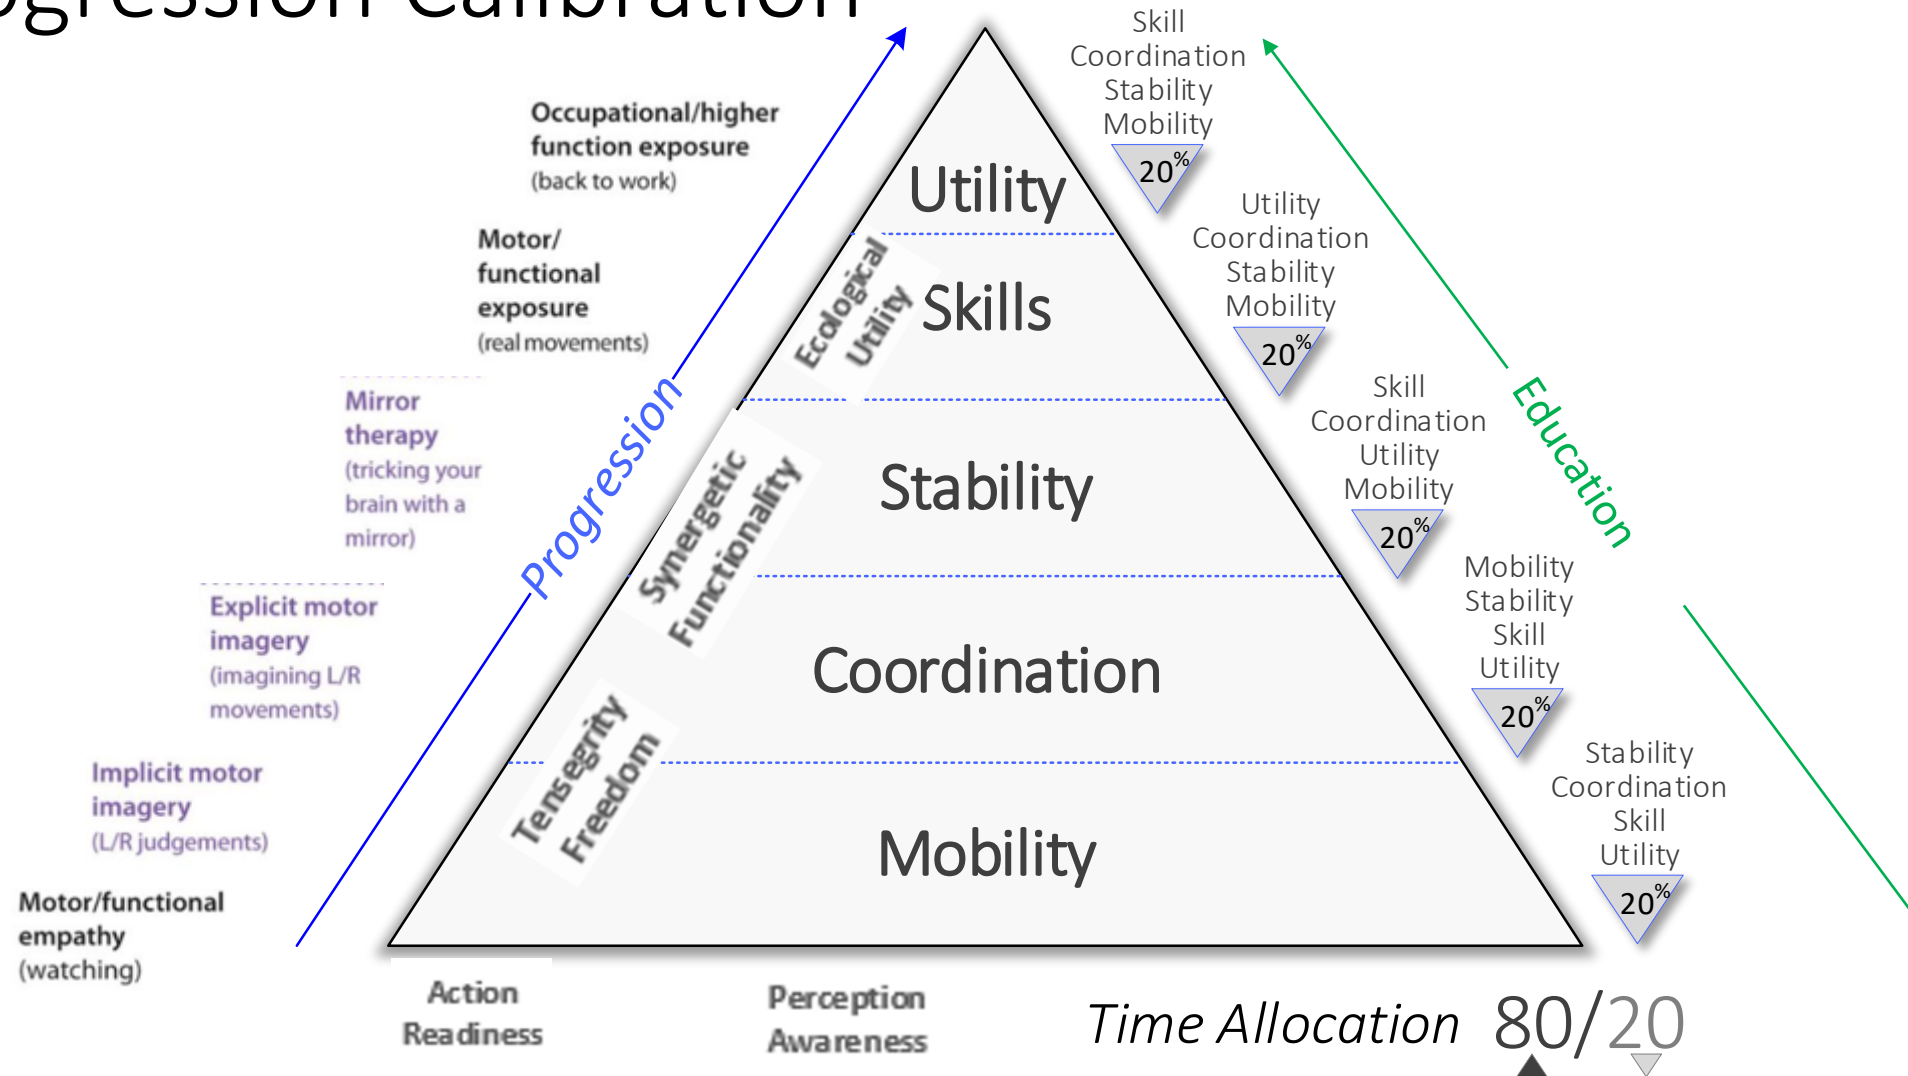 ogression Calibration
Occupational/higher
function exposure
(back to work)
Motor/
functional
exposure
(real movements)
Mirror
therapy
(tricking your
brain with a
mirror)
Explicit motor
imagery
(imagining L/R
movements)
Implicit motor
imagery
(L/R judgements)
Motor/functional
empathy
(watching)
Progression
Utility
Skills
Stability
Coordination
Mobility
Ecological
Utility
Synergetic
Functionality
Tensegrity
Freedom
Skill
Coordination
Stability
Mobility
20%
Utility
Coordination
Stability
Mobility
20%
Skill
Coordination
Utility
Mobility
20%
Mobility
Stability
Skill
Utility
20%
Stability
Coordination
Skill
Utility
20%
Education
Action
Readiness
Perception
Awareness
Time Allocation 80/20